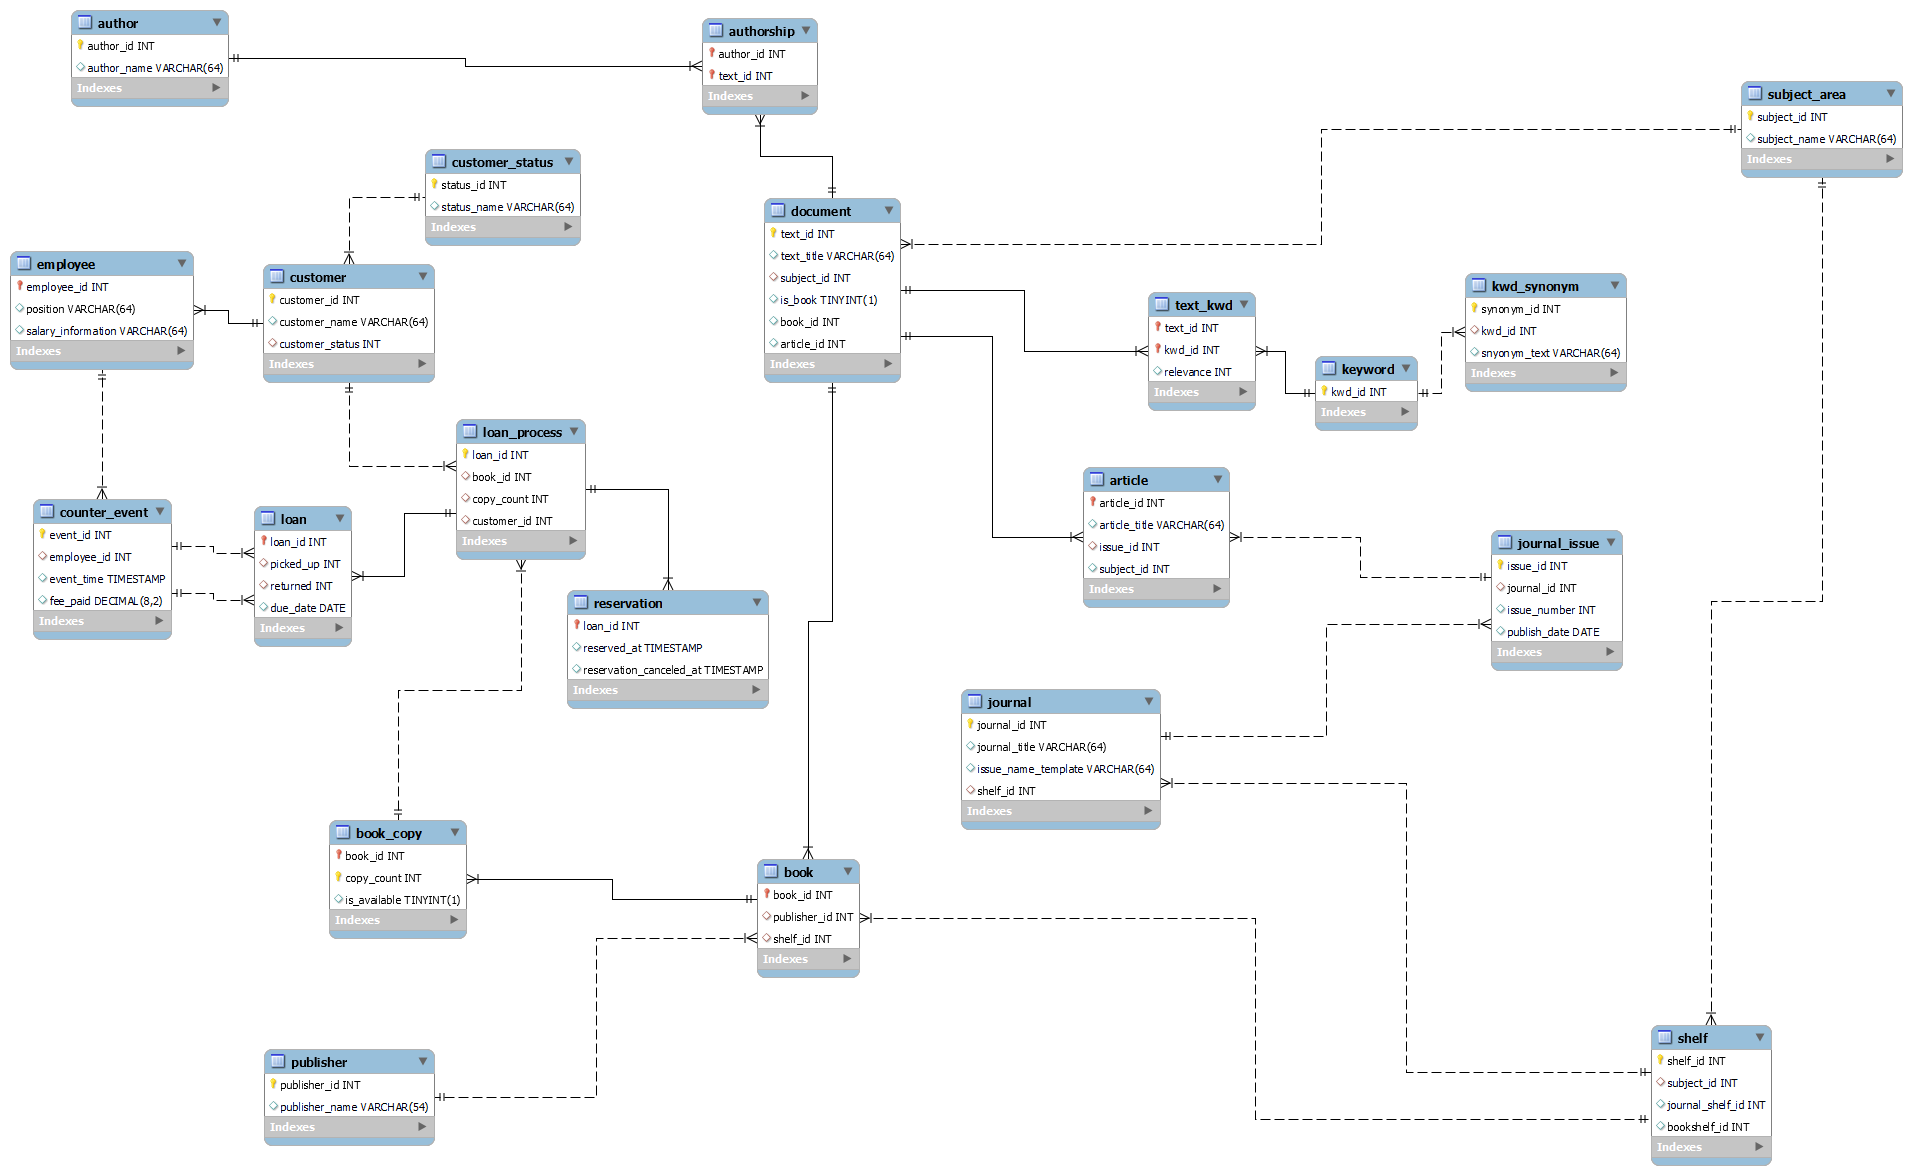 author
author_id INT
author_name VARCHAR(64)
Indexes
authorship
author_id INT
text_id INT
Indexes
subject_area
subject_id INT
subject_name VARCHAR(64)
Indexes
customer_status
status_id INT
status_name VARCHAR(64)
Indexes
document
text_id INT
text_title VARCHAR(64)
subject_id INT
is_book TINYINT(1)
book_id INT
article_id INT
Indexes
employee
employee_id INT
position VARCHAR(64)
salary_information VARCHAR(64)
Indexes
customer
customer_id INT
customer_name VARCHAR(64)
customer_status INT
Indexes
text_kwd
text_id INT
kwd_id INT
relevance INT
Indexes
kwd_synonym
synonym_id INT
kwd_id INT
snyonym_text VARCHAR(64)
Indexes
keyword
kwd_id INT
Indexes
loan_process
loan_id INT
book_id INT
copy_count INT
customer_id INT
Indexes
article
article_id INT
article_title VARCHAR(64)
issue_id INT
subject_id INT
Indexes
counter_event
event_id INT
employee_id INT
event_time TIMESTAMP
fee_paid DECIMAL(8,2)
Indexes
loan
loan_id INT
picked_up INT
returned INT
due_date DATE
Indexes
journal_issue
issue_id INT
journal_id INT
issue_number INT
publish_date DATE
Indexes
reservation
loan_id INT
reserved_at TIMESTAMP
reservation_canceled_at TIMESTAMP
Indexes
journal
journal_id INT
journal_title VARCHAR(64)
issue_name_template VARCHAR(64)
shelf_id INT
Indexes
book_copy
book_id INT
copy_count INT
is_available TINYINT(1)
Indexes
book
book_id INT
publisher_id INT
shelf_id INT
Indexes
publisher
publisher_id INT
publisher_name VARCHAR(54)
Indexes
shelf
shelf_id INT
subject_id INT
journal_shelf_id INT
bookshelf_id INT
Indexes